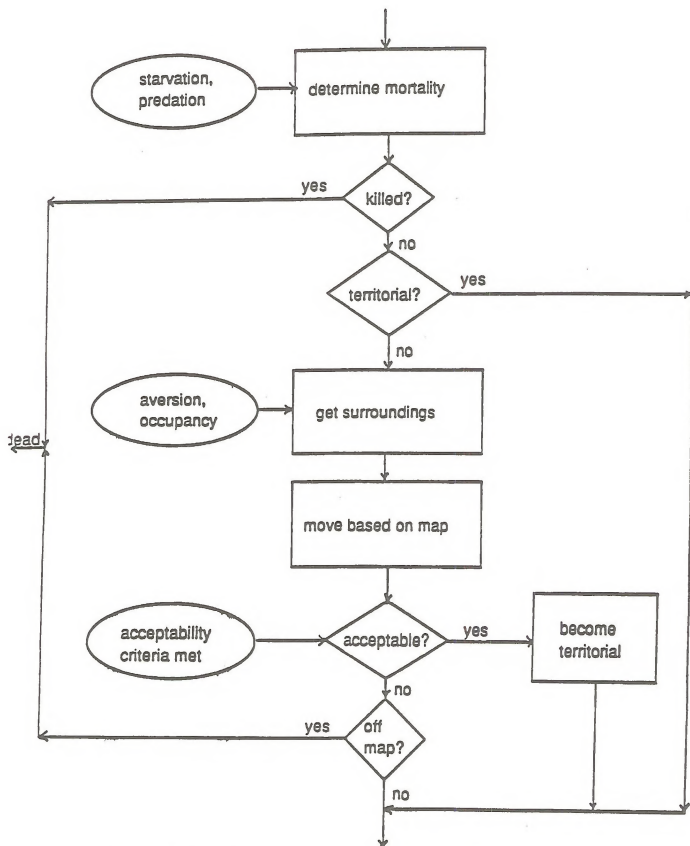 starvation,
predation
determine mortality
yes
killed?
no
territorial?
yes
no
aversion,
occupancy
get surroundings
dead
move based on map
acceptability
criteria met
acceptable?
yes
become
territorial
no
yes
off
map?
no